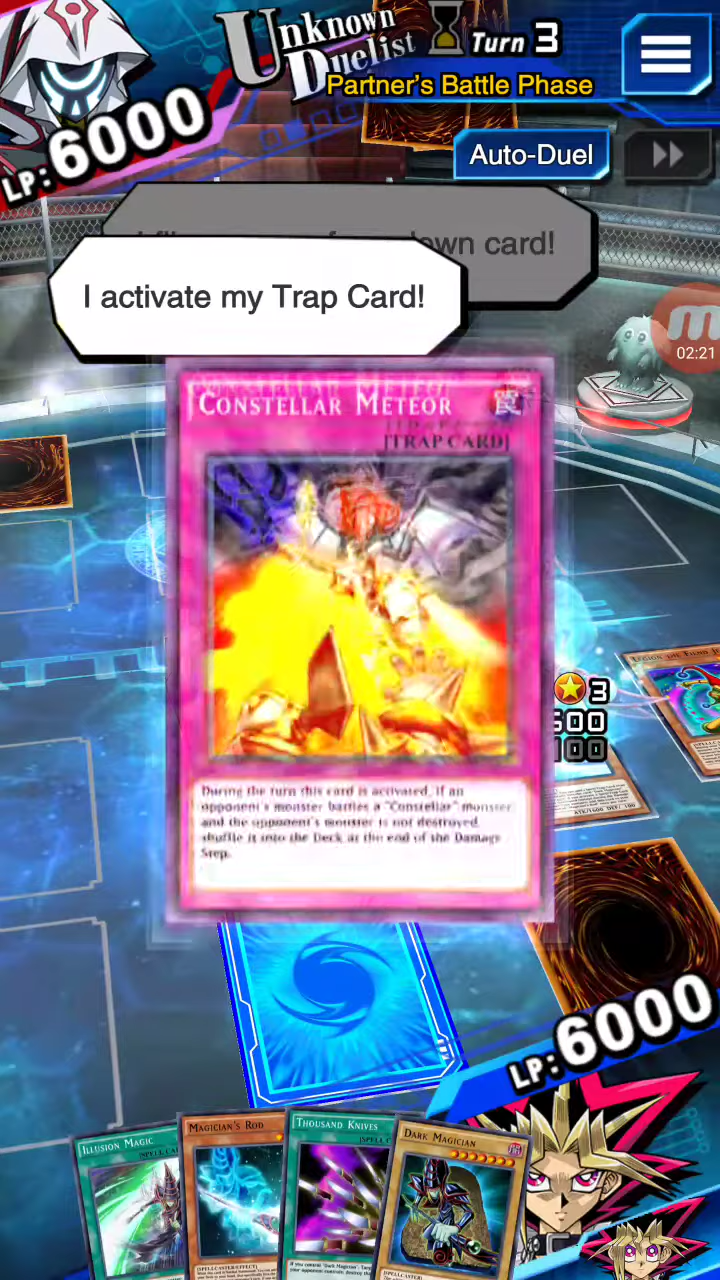 Unknown
Duelist
Turn 3
Partner's Battle Phase
LP: 6000
Auto-Duel
own card!
I activate my Trap Card!
02:21
CONSTELLAR METEOR
[TRAP CARD]
3
During the turn this card is activated, if an
opponent's monster battles a "Constellar" monster
and the opponent's monster is not destroyed,
shuffle it into the Deck at the end of the Damage
Step.
LP: 6000
ILLUSION MAGIC
MAGICIAN'S ROD
THOUSAND KNIVES
DARK MAGICIAN